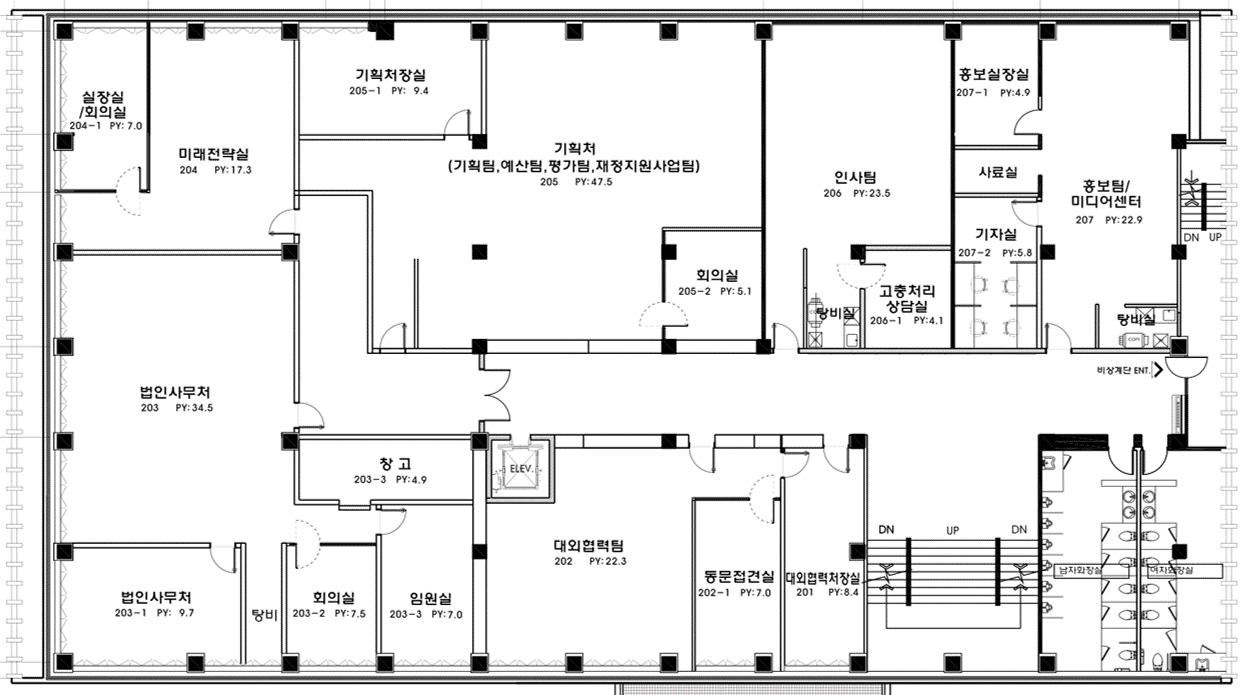 실장실
/회의실
204-1 PY:7.0
미래전략실
204 PY:17.3
기획처장실
205-1 PY: 9.4
기획처
(기획팀,예산팀,평가팀,재정지원사업팀)
205 PY:47.5
회의실
205-2 PY:5.1
인사팀
206 PY:23.5
탕비실
고충처리
상담실
206-1 PY:4.1
홍보실장실
207-1 PY:4.9
사료실
기자실
207-2 PY:5.8
홍보팀/
미디어센터
207 PY:22.9
탕비실
COPI
DN UP
비상계단 ENT.
법인사무처
203 PY:34.5
창 고
203-3 PY:4.9
ELEV.
법인사무처
203-1 PY: 9.7
탕비
회의실
203-2 PY:7.5
임원실
203-3 PY:7.0
대외협력팀
202 PY:22.3
동문접견실
202-1 PY:7.0
대외협력처장실
201 PY:8.4
DN UP DN
남자화장실
여자화장실